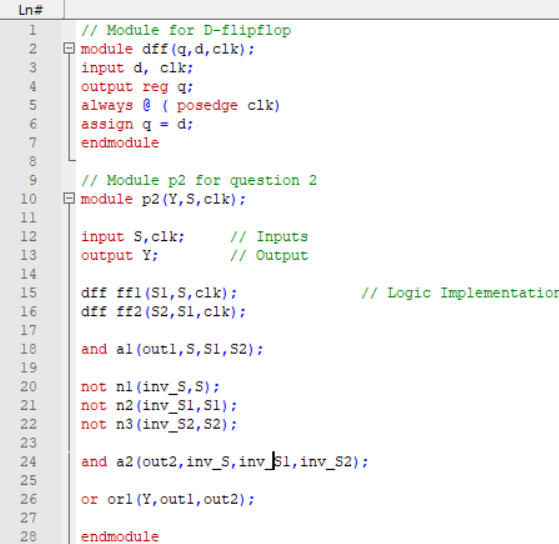 Ln#
1 // Module for D-flipflop
2 module dff(q,d,clk);
3 input d, clk;
4 output reg q;
5 always @ ( posedge clk)
6 assign q = d;
7 endmodule
8
9 // Module p2 for question 2
10 module p2(Y,S,clk);
11
12 input S,clk; // Inputs
13 output Y; // Output
14
15 dff ff1(S1,S,clk); // Logic Implementation
16 dff ff2(S2,S1,clk);
17
18 and a1(out1,S,S1,S2);
19
20 not n1(inv_S,S);
21 not n2(inv_S1,S1);
22 not n3(inv_S2,S2);
23
24 and a2(out2,inv_S,inv_S1,inv_S2);
25
26 or or1(Y,out1,out2);
27
28 endmodule